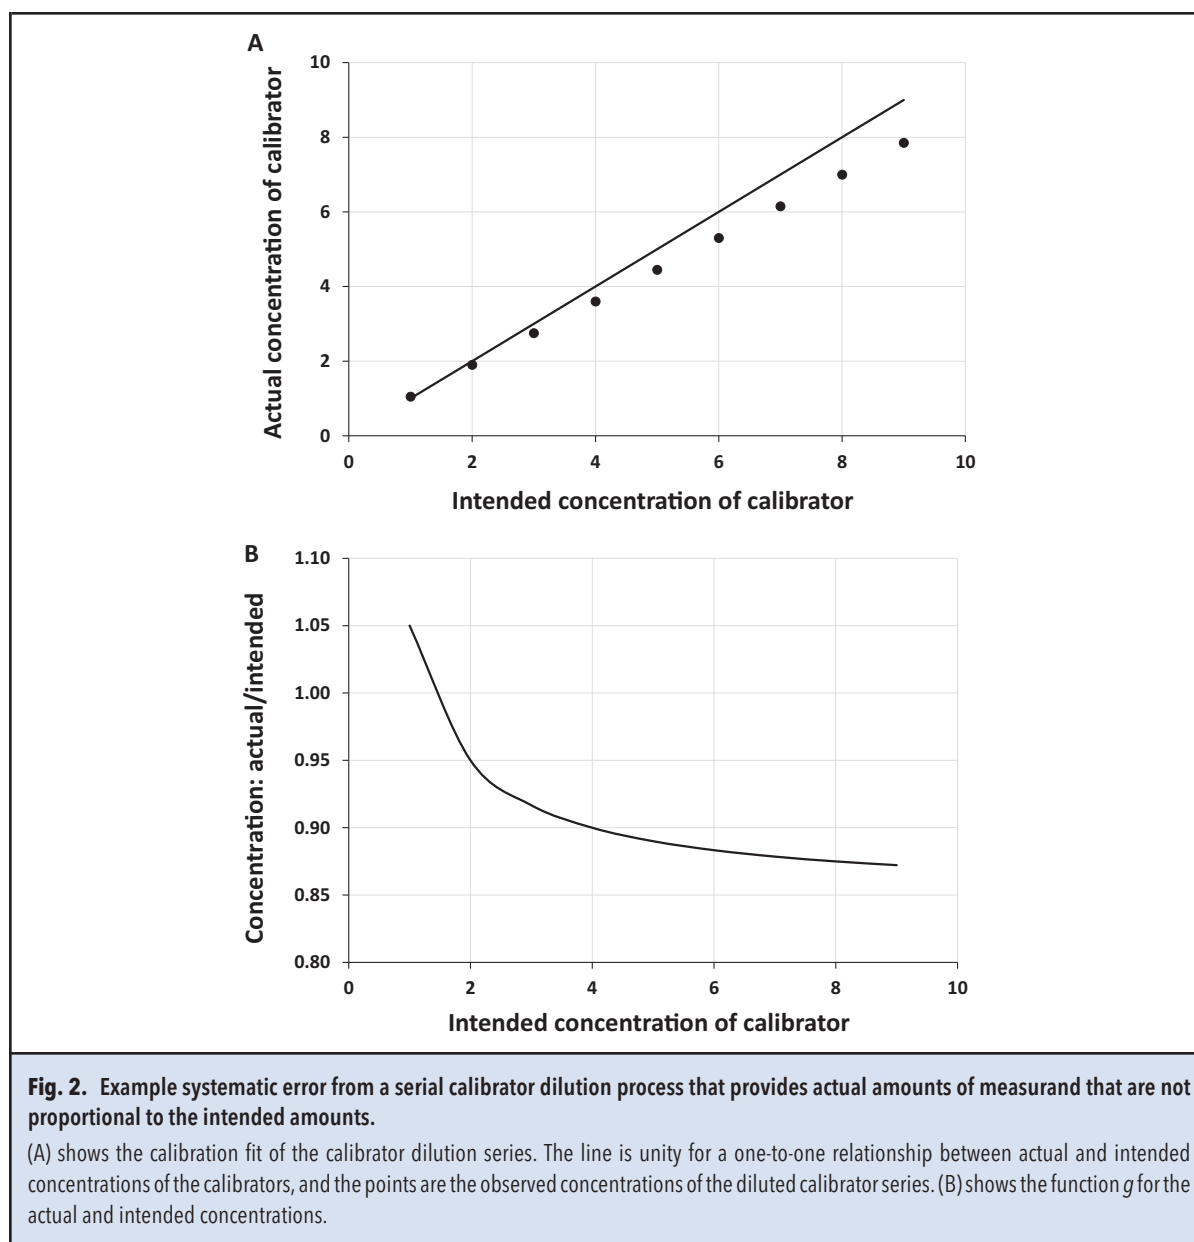 A
10
8
6
4
2
0
Actual concentration of calibrator
0 2 4 6 8 10
Intended concentration of calibrator
B
1.10
1.05
1.00
0.95
0.90
0.85
0.80
Concentration: actual/intended
0 2 4 6 8 10
Intended concentration of calibrator
Fig. 2. Example systematic error from a serial calibrator dilution process that provides actual amounts of measurand that are not
proportional to the intended amounts.
(A) shows the calibration fit of the calibrator dilution series. The line is unity for a one-to-one relationship between actual and intended
concentrations of the calibrators, and the points are the observed concentrations of the diluted calibrator series. (B) shows the function g for the
actual and intended concentrations.